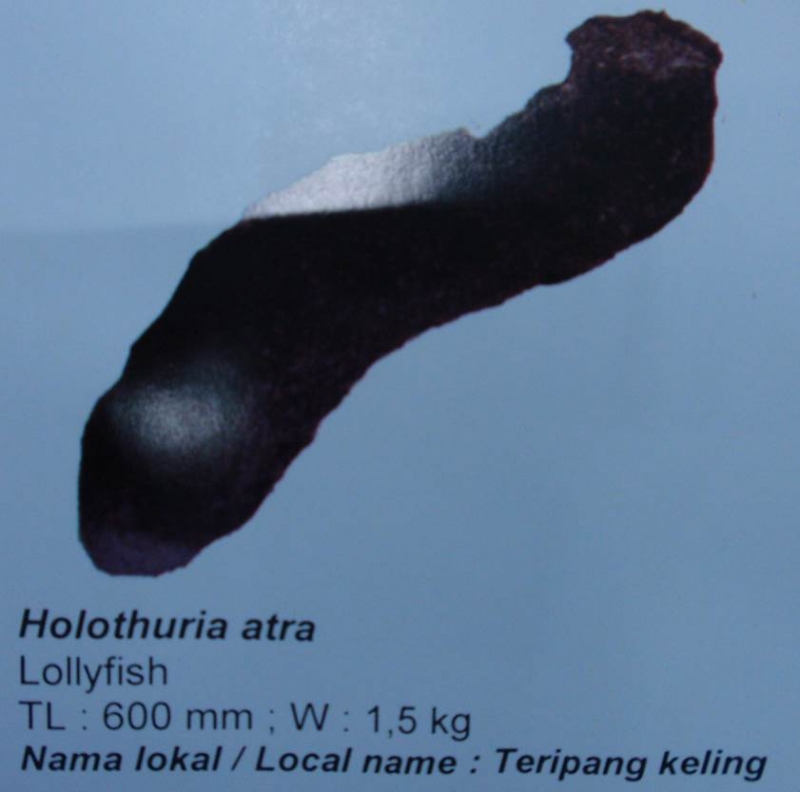 Holothuria atra
Lollyfish
TL : 600 mm ; W : 1,5 kg
Nama lokal / Local name : Teripang keling